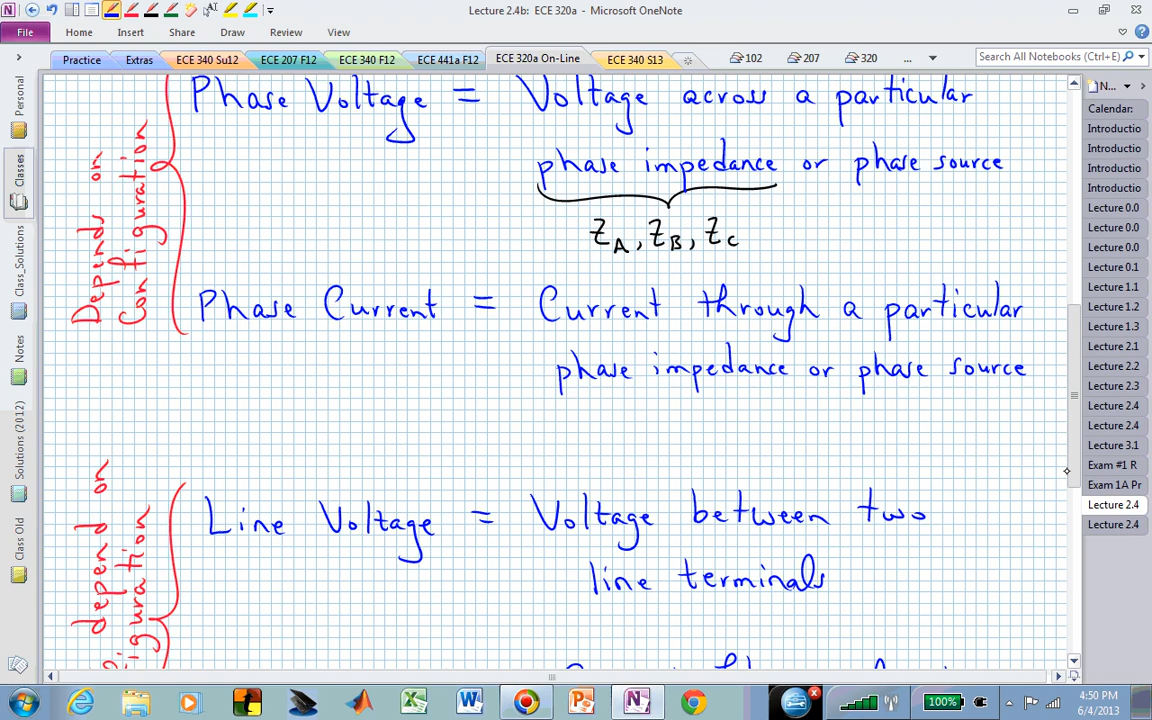 Lecture 2.4b: ECE 320a - Microsoft OneNote
File Home Insert Share Draw Review View
Practice Extras ECE 340 Su12 ECE 207 F12 ECE 340 F12 ECE 441a F12 ECE 320a On-Line ECE 340 S13 102 207 320 ... Search All Notebooks (Ctrl+E)
Personal
Classes
Class_Solutions
Notes
Solutions (2012)
Class Old
Depends on
Configuration
Phase Voltage = Voltage across a particular
phase impedance or phase source
Z_A, Z_B, Z_C
Phase Current = Current through a particular
phase impedance or phase source
depend on
figuration
Line Voltage = Voltage between two
line terminals
N...
Calendar:
Introductio
Introductio
Introductio
Introductio
Lecture 0.0
Lecture 0.0
Lecture 0.0
Lecture 0.1
Lecture 1.1
Lecture 1.2
Lecture 1.3
Lecture 2.1
Lecture 2.2
Lecture 2.3
Lecture 2.4
Lecture 2.4
Lecture 3.1
Exam #1 R
Exam 1A Pr
Lecture 2.4
Lecture 2.4
100%
4:50 PM
6/4/2013